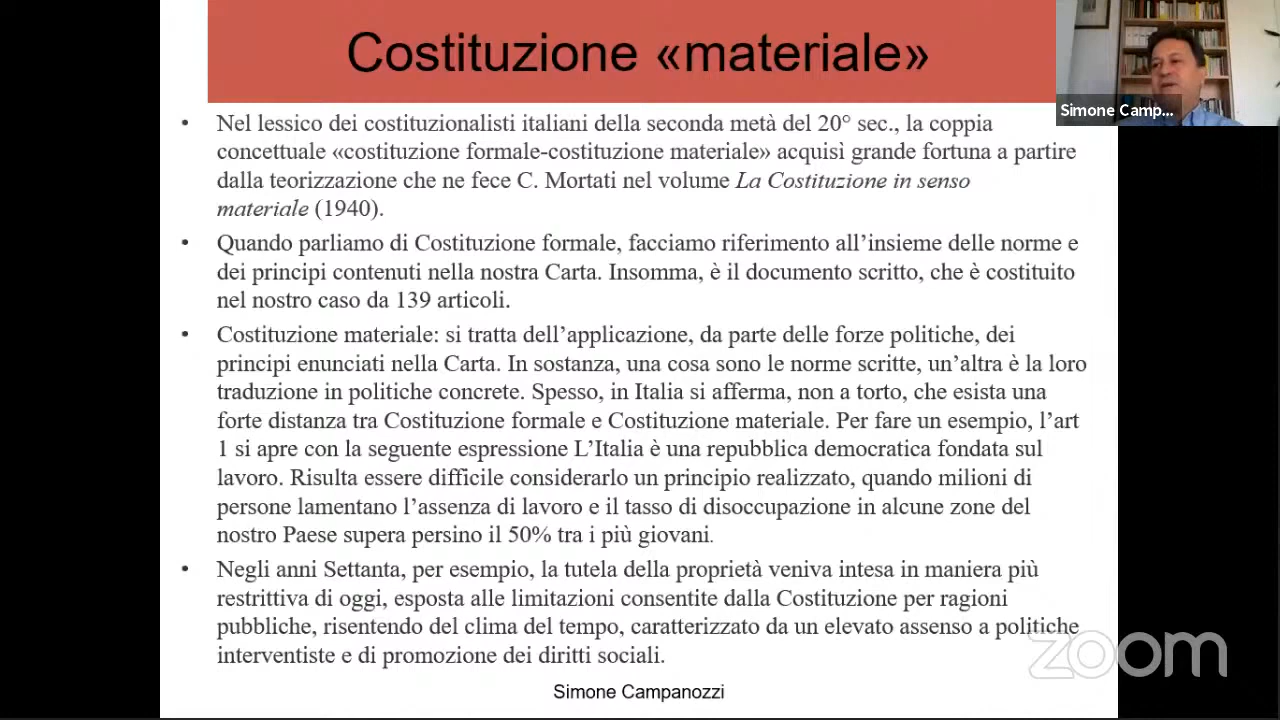 Costituzione «materiale»
Simone Camp...
• Nel lessico dei costituzionalisti italiani della seconda metà del 20° sec., la coppia
concettuale «costituzione formale-costituzione materiale» acquisì grande fortuna a partire
dalla teorizzazione che ne fece C. Mortati nel volume La Costituzione in senso
materiale (1940).
• Quando parliamo di Costituzione formale, facciamo riferimento all’insieme delle norme e
dei principi contenuti nella nostra Carta. Insomma, è il documento scritto, che è costituito
nel nostro caso da 139 articoli.
• Costituzione materiale: si tratta dell’applicazione, da parte delle forze politiche, dei
principi enunciati nella Carta. In sostanza, una cosa sono le norme scritte, un’altra è la loro
traduzione in politiche concrete. Spesso, in Italia si afferma, non a torto, che esista una
forte distanza tra Costituzione formale e Costituzione materiale. Per fare un esempio, l’art
1 si apre con la seguente espressione L’Italia è una repubblica democratica fondata sul
lavoro. Risulta essere difficile considerarlo un principio realizzato, quando milioni di
persone lamentano l’assenza di lavoro e il tasso di disoccupazione in alcune zone del
nostro Paese supera persino il 50% tra i più giovani.
• Negli anni Settanta, per esempio, la tutela della proprietà veniva intesa in maniera più
restrittiva di oggi, esposta alle limitazioni consentite dalla Costituzione per ragioni
pubbliche, risentendo del clima del tempo, caratterizzato da un elevato assenso a politiche
interventiste e di promozione dei diritti sociali.
zoom
Simone Campanozzi